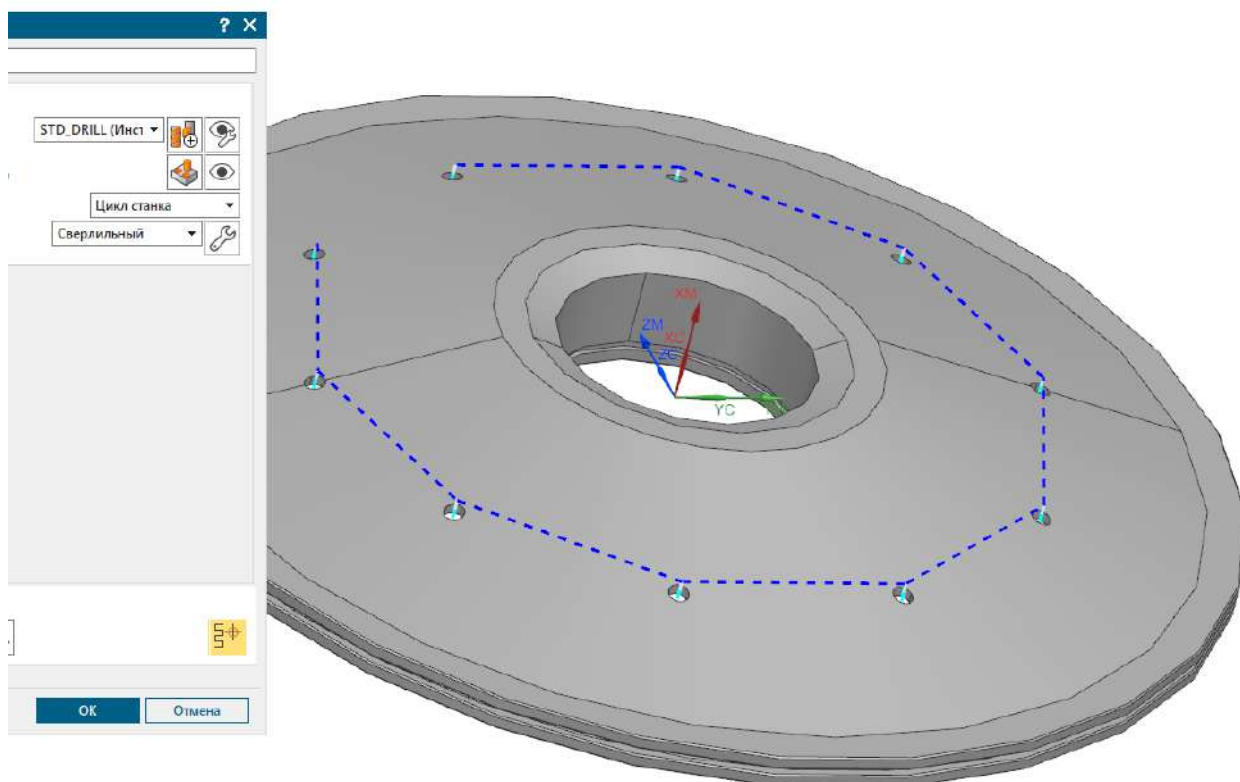 ? ×
STD_DRILL (Инст
Цикл станка
Сверлильный
OK
Отмена
XM
ZM
XC
ZC
YC